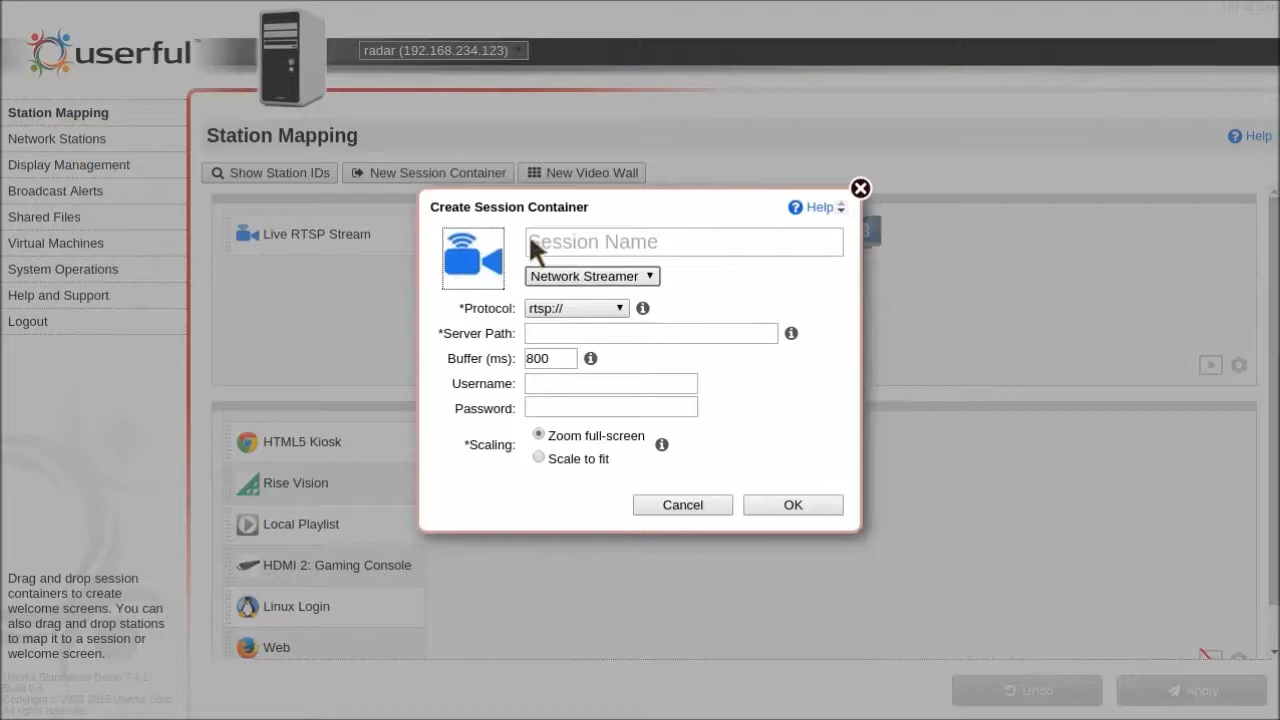 userful
radar (192.168.234.123)
Station Mapping
Network Stations
Display Management
Broadcast Alerts
Shared Files
Virtual Machines
System Operations
Help and Support
Logout
Drag and drop session
containers to create
welcome screens. You can
also drag and drop stations
to map it to a session or
welcome screen.
Station Mapping
Help
Show Station IDs
New Session Container
New Video Wall
Live RTSP Stream
HTML5 Kiosk
Rise Vision
Local Playlist
HDMI 2: Gaming Console
Linux Login
Web
Create Session Container
Help
Session Name
Network Streamer
*Protocol: rtsp://
*Server Path:
Buffer (ms): 800
Username:
Password:
*Scaling: Zoom full-screen
Scale to fit
Cancel
OK
Undo
Apply